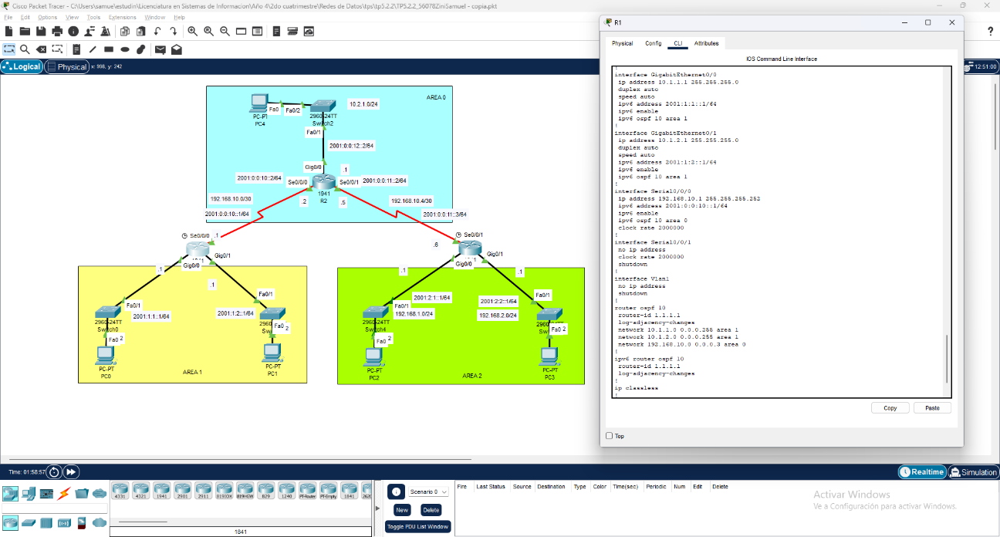 Cisco Packet Tracer - C:\Users\samue\estudin\Licenciatura en Sistemas de Informacion\Año 4\2do cuatrimestre\Redes de Datos\tps\tp5.2.2\TP5.2.2_56078ZiniSamuel - copia.pkt
File Edit Options View Tools Extensions Window Help
?
Logical Physical x: 998, y: 242
12:51:00
AREA 0
10.2.1.0/24
Fa0
Fa0/2
PC-PT
PC4
2960-24TT
Switch2
Fa0/1
2001:0:0:12::2/64
Gig0/0
.1
2001:0:0:10::2/64
Se0/0/0
Se0/0/1
2001:0:0:11::2/64
1941
R2
192.168.10.0/30
.2
.5
192.168.10.4/30
2001:0:0:10::1/64
2001:0:0:11::3/64
Se0/0/0
.1
Se0/0/1
.6
Gig0/1
Gig0/0
Gig0/1
Gig0/0
.1
.1
.1
.1
Fa0/1
2001:1:1::1/64
2960-24TT
Switch0
Fa0
2
PC-PT
PC0
Fa0/1
2001:1:2::1/64
Fa0
2
PC-PT
PC1
AREA 1
Fa0/1
2001:2:1::1/64
192.168.1.0/24
2960-24TT
Switch4
Fa0
2
PC-PT
PC2
Fa0/1
2001:2:2::1/64
192.168.2.0/24
Fa0
2
PC-PT
PC3
AREA 2
R1
Physical Config CLI Attributes
IOS Command Line Interface
!
interface GigabitEthernet0/0
ip address 10.1.1.1 255.255.255.0
duplex auto
speed auto
ipv6 address 2001:1:1::1/64
ipv6 enable
ipv6 ospf 10 area 1
!
interface GigabitEthernet0/1
ip address 10.1.2.1 255.255.255.0
duplex auto
speed auto
ipv6 address 2001:1:2::1/64
ipv6 enable
ipv6 ospf 10 area 1
!
interface Serial0/0/0
ip address 192.168.10.1 255.255.255.252
ipv6 address 2001:0:0:10::1/64
ipv6 enable
ipv6 ospf 10 area 0
clock rate 2000000
!
interface Serial0/0/1
no ip address
clock rate 2000000
shutdown
!
interface Vlan1
no ip address
shutdown
!
router ospf 10
router-id 1.1.1.1
log-adjacency-changes
network 10.1.1.0 0.0.0.255 area 1
network 10.1.2.0 0.0.0.255 area 1
network 192.168.10.0 0.0.0.3 area 0
!
ipv6 router ospf 10
router-id 1.1.1.1
log-adjacency-changes
!
ip classless
!
Copy Paste
Top
Time: 01:58:57
Realtime Simulation
4331 4321 1941 2901 2911 819IOX 819HGW 829 1240 PT-Router PT-Empty 1841
1841
Scenario 0
New Delete
Toggle PDU List Window
Fire Last Status Source Destination Type Color Time(sec) Periodic Num Edit Delete
Activar Windows
Ve a Configuración para activar Windows.